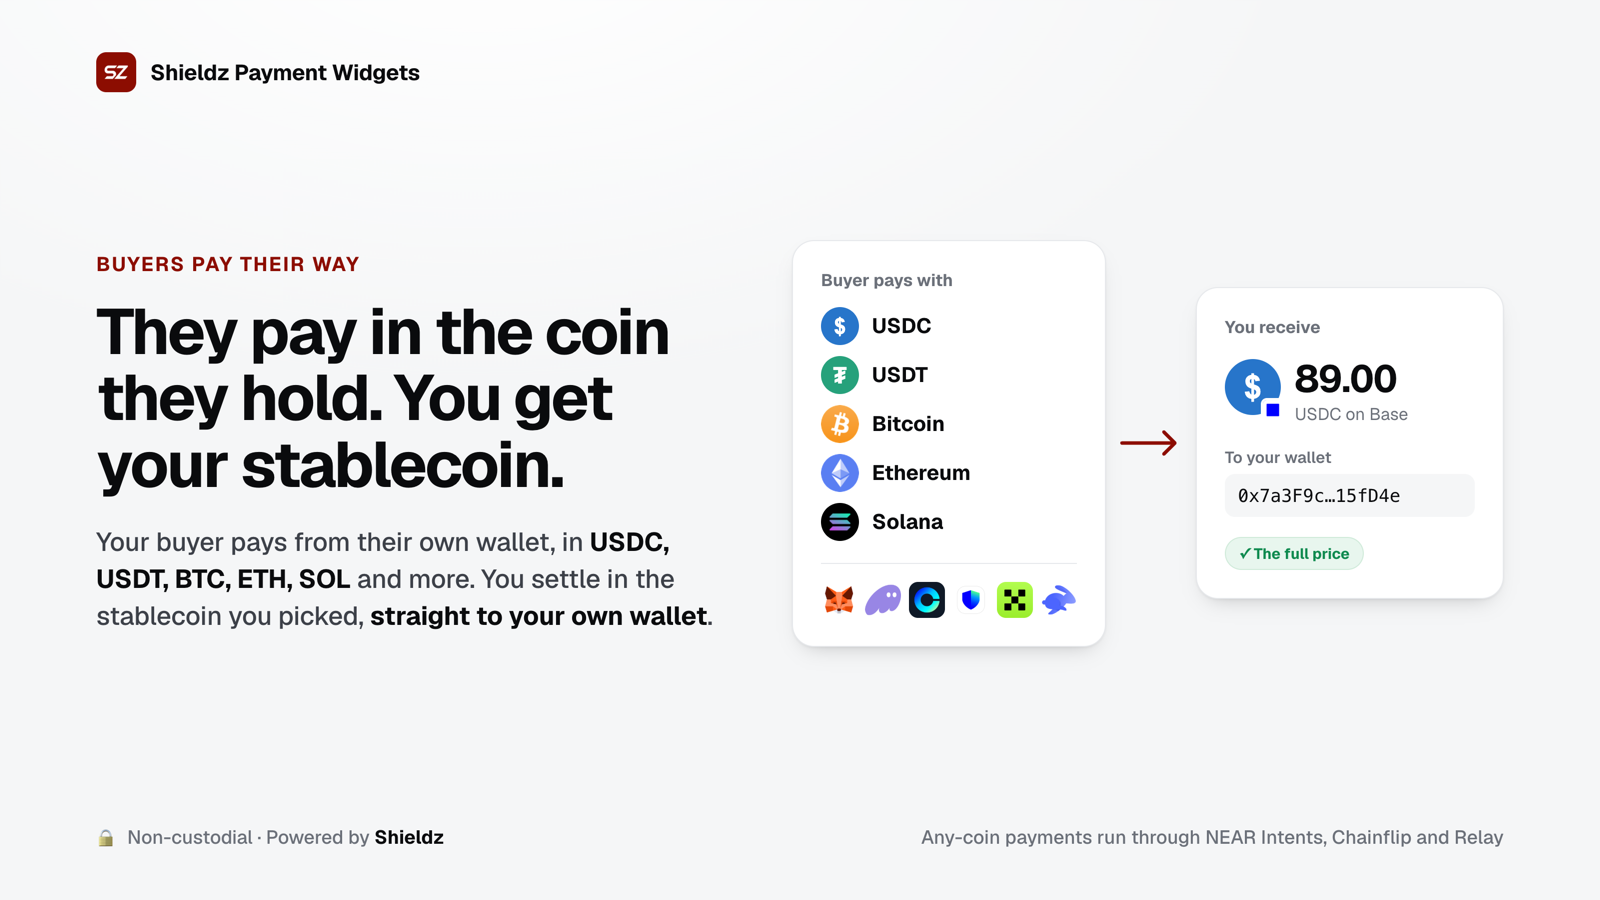 SZ
Shieldz Payment Widgets
BUYERS PAY THEIR WAY
They pay in the coin
they hold. You get
your stablecoin.
Your buyer pays from their own wallet, in USDC,
USDT, BTC, ETH, SOL and more. You settle in the
stablecoin you picked, straight to your own wallet.
Buyer pays with
USDC
USDT
Bitcoin
Ethereum
Solana
You receive
89.00
USDC on Base
To your wallet
0x7a3F9c…15fD4e
✓ The full price
Non-custodial · Powered by Shieldz
Any-coin payments run through NEAR Intents, Chainflip and Relay